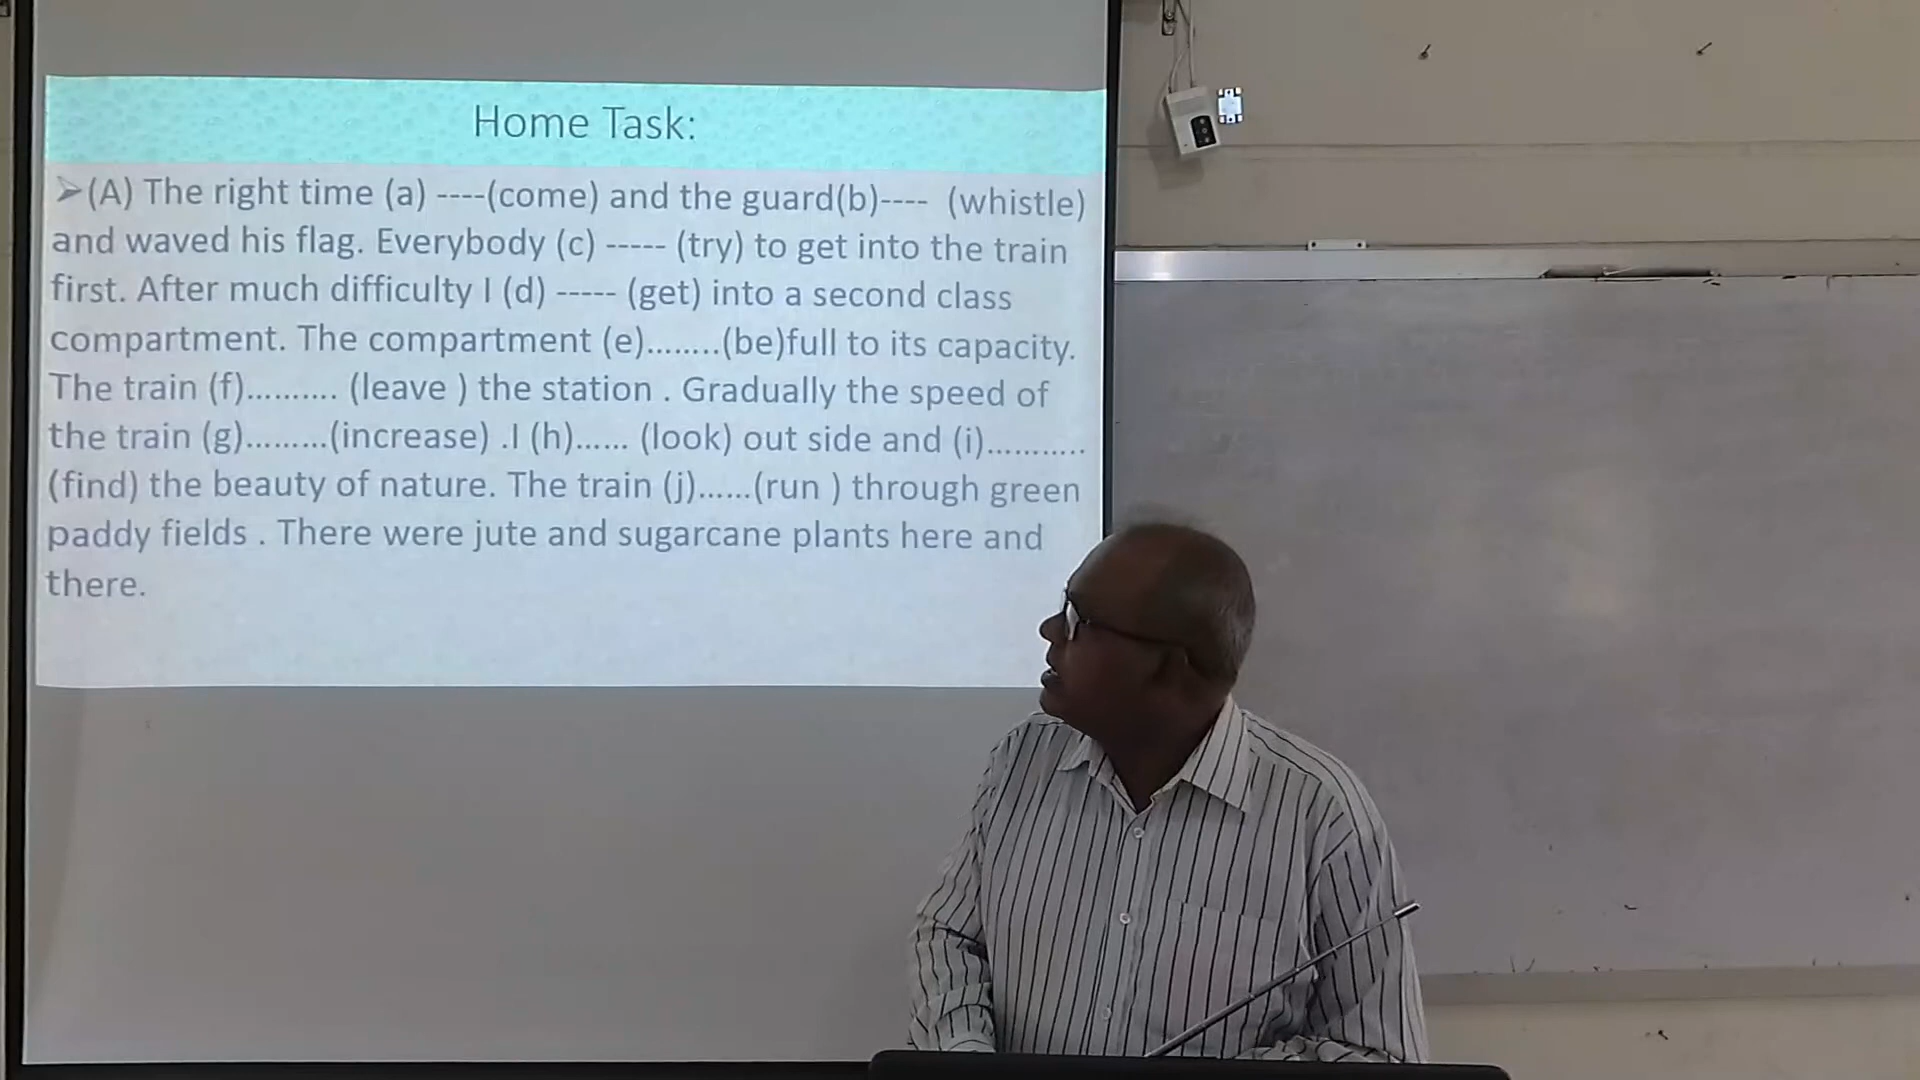 Home Task:
➢(A) The right time (a) ----(come) and the guard(b)---- (whistle)
and waved his flag. Everybody (c) ----- (try) to get into the train
first. After much difficulty I (d) ----- (get) into a second class
compartment. The compartment (e)........(be)full to its capacity.
The train (f).......... (leave ) the station . Gradually the speed of
the train (g).........(increase) .I (h)...... (look) out side and (i)...........
(find) the beauty of nature. The train (j)......(run ) through green
paddy fields . There were jute and sugarcane plants here and
there.